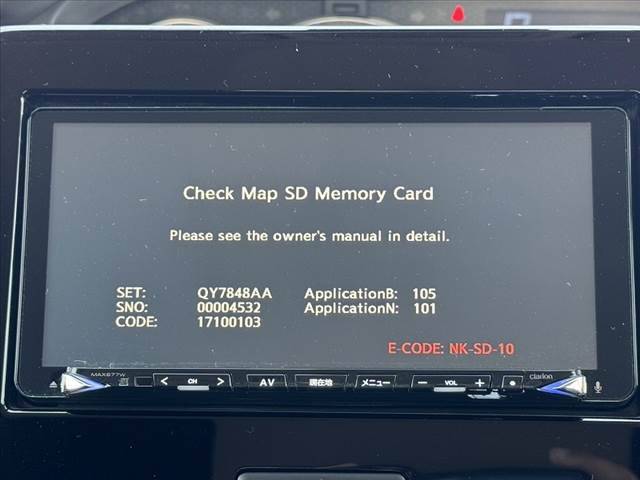 Check Map SD Memory Card
Please see the owner's manual in detail.
SET: QY7848AA ApplicationB: 105
SNO: 00004532 ApplicationN: 101
CODE: 17100103
E-CODE: NK-SD-10
MAX677W
CH AV 現在地 メニュー − VOL + clarion